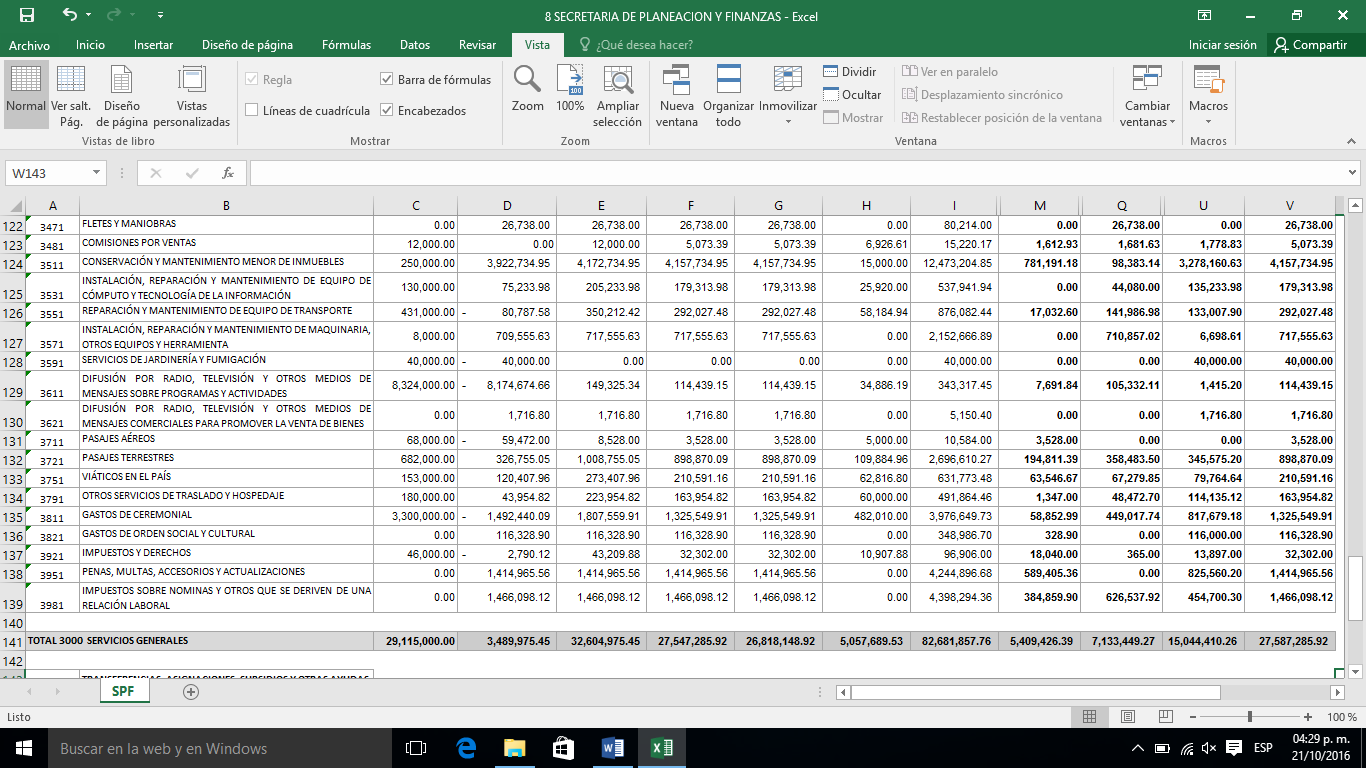 8 SECRETARIA DE PLANEACION Y FINANZAS - Excel
Archivo Inicio Insertar Diseño de página Fórmulas Datos Revisar Vista ¿Qué desea hacer? Iniciar sesión Compartir
Normal Ver salt. Pág. Diseño de página Vistas personalizadas
Regla Barra de fórmulas
Líneas de cuadrícula Encabezados
Zoom 100% Ampliar selección
Nueva ventana Organizar todo Inmovilizar
Dividir Ver en paralelo
Ocultar Desplazamiento sincrónico
Mostrar Restablecer posición de la ventana
Cambiar ventanas Macros
Vistas de libro Mostrar Zoom Ventana Macros
W143 fx
A B C D E F G H I M Q U V
122 3471 FLETES Y MANIOBRAS 0.00 26,738.00 26,738.00 26,738.00 26,738.00 0.00 80,214.00 0.00 26,738.00 0.00 26,738.00
123 3481 COMISIONES POR VENTAS 12,000.00 0.00 12,000.00 5,073.39 5,073.39 6,926.61 15,220.17 1,612.93 1,681.63 1,778.83 5,073.39
124 3511 CONSERVACIÓN Y MANTENIMIENTO MENOR DE INMUEBLES 250,000.00 3,922,734.95 4,172,734.95 4,157,734.95 4,157,734.95 15,000.00 12,473,204.85 781,191.18 98,383.14 3,278,160.63 4,157,734.95
INSTALACIÓN, REPARACIÓN Y MANTENIMIENTO DE EQUIPO DE
125 3531 CÓMPUTO Y TECNOLOGÍA DE LA INFORMACIÓN 130,000.00 75,233.98 205,233.98 179,313.98 179,313.98 25,920.00 537,941.94 0.00 44,080.00 135,233.98 179,313.98
126 3551 REPARACIÓN Y MANTENIMIENTO DE EQUIPO DE TRANSPORTE 431,000.00 - 80,787.58 350,212.42 292,027.48 292,027.48 58,184.94 876,082.44 17,032.60 141,986.98 133,007.90 292,027.48
INSTALACIÓN, REPARACIÓN Y MANTENIMIENTO DE MAQUINARIA,
127 3571 OTROS EQUIPOS Y HERRAMIENTA 8,000.00 709,555.63 717,555.63 717,555.63 717,555.63 0.00 2,152,666.89 0.00 710,857.02 6,698.61 717,555.63
128 3591 SERVICIOS DE JARDINERÍA Y FUMIGACIÓN 40,000.00 - 40,000.00 0.00 0.00 0.00 0.00 40,000.00 0.00 0.00 40,000.00 40,000.00
DIFUSIÓN POR RADIO, TELEVISIÓN Y OTROS MEDIOS DE
129 3611 MENSAJES SOBRE PROGRAMAS Y ACTIVIDADES 8,324,000.00 - 8,174,674.66 149,325.34 114,439.15 114,439.15 34,886.19 343,317.45 7,691.84 105,332.11 1,415.20 114,439.15
DIFUSIÓN POR RADIO, TELEVISIÓN Y OTROS MEDIOS DE
130 3621 MENSAJES COMERCIALES PARA PROMOVER LA VENTA DE BIENES 0.00 1,716.80 1,716.80 1,716.80 1,716.80 0.00 5,150.40 0.00 0.00 1,716.80 1,716.80
131 3711 PASAJES AÉREOS 68,000.00 - 59,472.00 8,528.00 3,528.00 3,528.00 5,000.00 10,584.00 3,528.00 0.00 0.00 3,528.00
132 3721 PASAJES TERRESTRES 682,000.00 326,755.05 1,008,755.05 898,870.09 898,870.09 109,884.96 2,696,610.27 194,811.39 358,483.50 345,575.20 898,870.09
133 3751 VIÁTICOS EN EL PAÍS 153,000.00 120,407.96 273,407.96 210,591.16 210,591.16 62,816.80 631,773.48 63,546.67 67,279.85 79,764.64 210,591.16
134 3791 OTROS SERVICIOS DE TRASLADO Y HOSPEDAJE 180,000.00 43,954.82 223,954.82 163,954.82 163,954.82 60,000.00 491,864.46 1,347.00 48,472.70 114,135.12 163,954.82
135 3811 GASTOS DE CEREMONIAL 3,300,000.00 - 1,492,440.09 1,807,559.91 1,325,549.91 1,325,549.91 482,010.00 3,976,649.73 58,852.99 449,017.74 817,679.18 1,325,549.91
136 3821 GASTOS DE ORDEN SOCIAL Y CULTURAL 0.00 116,328.90 116,328.90 116,328.90 116,328.90 0.00 348,986.70 328.90 0.00 116,000.00 116,328.90
137 3921 IMPUESTOS Y DERECHOS 46,000.00 - 2,790.12 43,209.88 32,302.00 32,302.00 10,907.88 96,906.00 18,040.00 365.00 13,897.00 32,302.00
138 3951 PENAS, MULTAS, ACCESORIOS Y ACTUALIZACIONES 0.00 1,414,965.56 1,414,965.56 1,414,965.56 1,414,965.56 0.00 4,244,896.68 589,405.36 0.00 825,560.20 1,414,965.56
IMPUESTOS SOBRE NOMINAS Y OTROS QUE SE DERIVEN DE UNA
139 3981 RELACIÓN LABORAL 0.00 1,466,098.12 1,466,098.12 1,466,098.12 1,466,098.12 0.00 4,398,294.36 384,859.90 626,537.92 454,700.30 1,466,098.12
140
141 TOTAL 3000 SERVICIOS GENERALES 29,115,000.00 3,489,975.45 32,604,975.45 27,547,285.92 26,818,148.92 5,057,689.53 82,681,857.76 5,409,426.39 7,133,449.27 15,044,410.26 27,587,285.92
142
TRANSFERENCIAS, ASIGNACIONES, SUBSIDIOS Y OTRAS AYUDAS
SPF
Listo 100 %
Buscar en la web y en Windows ESP 04:29 p. m.
21/10/2016